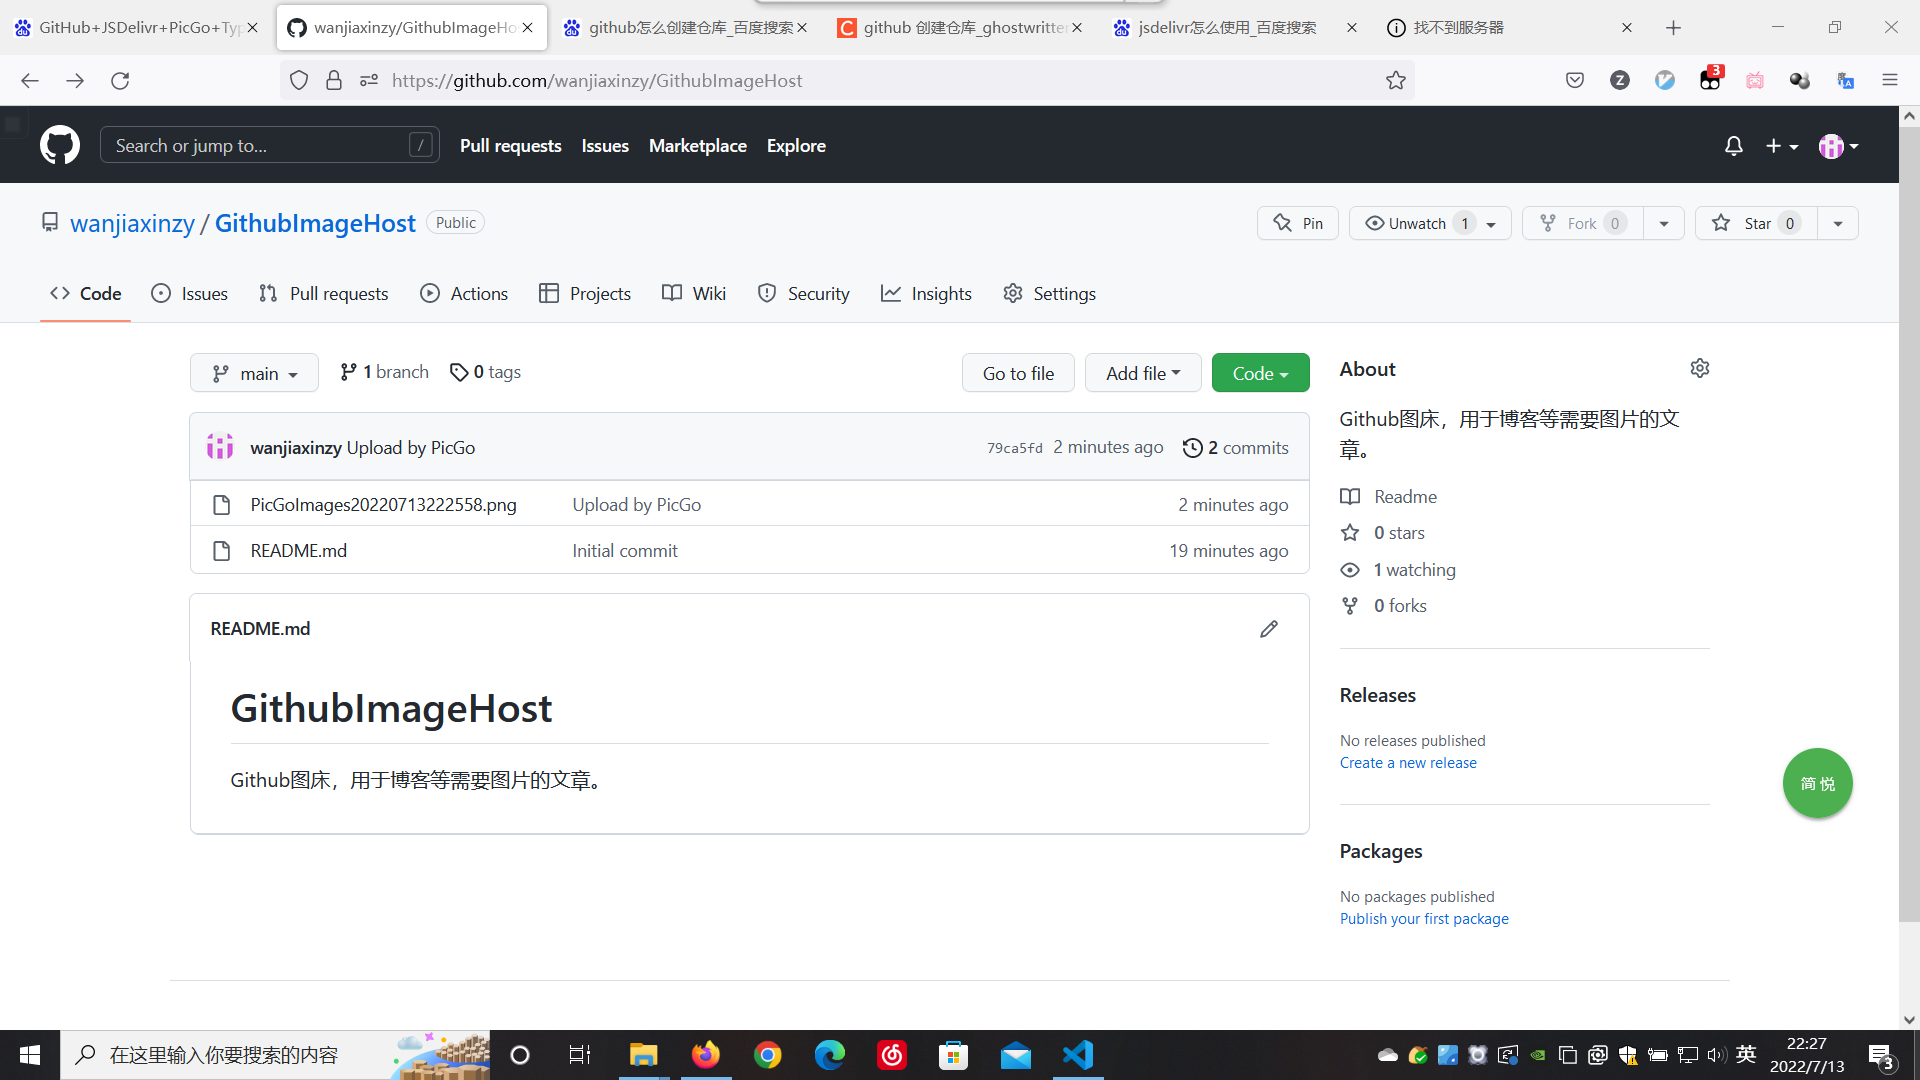 GitHub+JSDelivr+PicGo+Typ
wanjiaxinzy/GithubImageHo
github怎么创建仓库_百度搜索
github 创建仓库_ghostwritter
jsdelivr怎么使用_百度搜索
找不到服务器
https://github.com/wanjiaxinzy/GithubImageHost
Z
3
Search or jump to...
/
Pull requests
Issues
Marketplace
Explore
wanjiaxinzy / GithubImageHost
Public
Pin
Unwatch 1
Fork 0
Star 0
Code
Issues
Pull requests
Actions
Projects
Wiki
Security
Insights
Settings
main
1 branch
0 tags
Go to file
Add file
Code
wanjiaxinzy Upload by PicGo
79ca5fd 2 minutes ago
2 commits
PicGoImages20220713222558.png
Upload by PicGo
2 minutes ago
README.md
Initial commit
19 minutes ago
README.md
GithubImageHost
Github图床，用于博客等需要图片的文章。
About
Github图床，用于博客等需要图片的文
章。
Readme
0 stars
1 watching
0 forks
Releases
No releases published
Create a new release
简 悦
Packages
No packages published
Publish your first package
在这里输入你要搜索的内容
英
22:27
2022/7/13
3